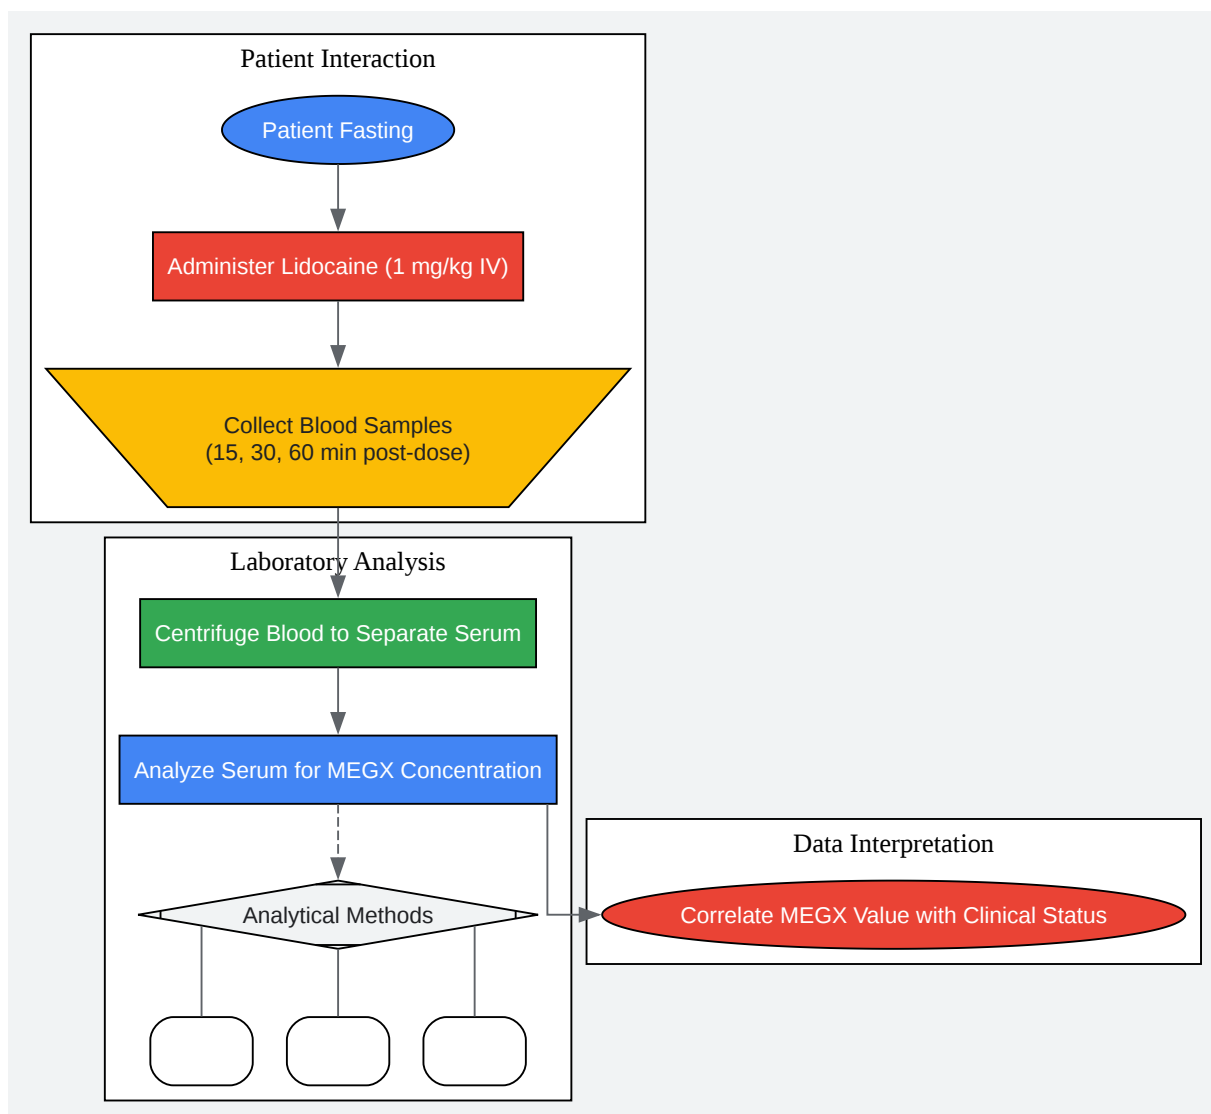 Patient Interaction
Patient Fasting
Administer Lidocaine (1 mg/kg IV)
Collect Blood Samples
(15, 30, 60 min post-dose)
Laboratory Analysis
Centrifuge Blood to Separate Serum
Analyze Serum for MEGX Concentration
Data Interpretation
Analytical Methods
Correlate MEGX Value with Clinical Status